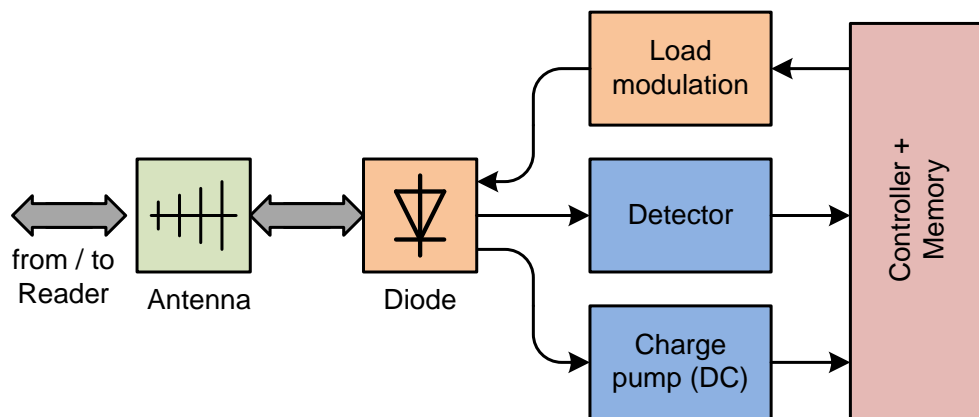 Load
modulation
Detector
Charge
pump (DC)
Controller +
Memory
from / to
Reader
Antenna
Diode